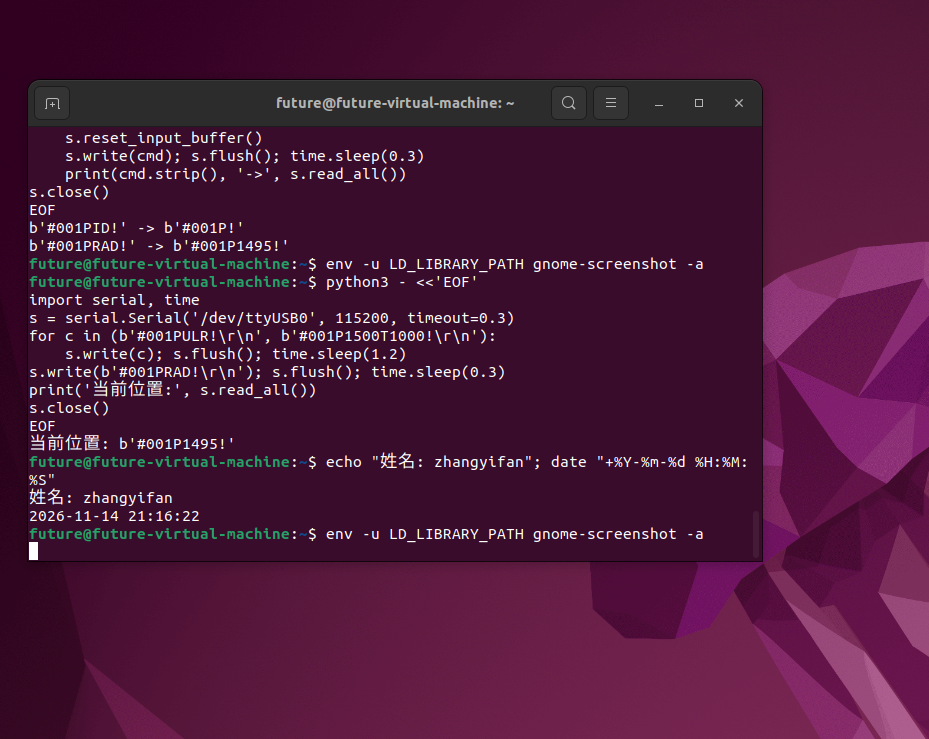 future@future-virtual-machine: ~
    s.reset_input_buffer()
    s.write(cmd); s.flush(); time.sleep(0.3)
    print(cmd.strip(), '->', s.read_all())
s.close()
EOF
b'#001PID!' -> b'#001P!'
b'#001PRAD!' -> b'#001P1495!'
future@future-virtual-machine:~$ env -u LD_LIBRARY_PATH gnome-screenshot -a
future@future-virtual-machine:~$ python3 - <<'EOF'
import serial, time
s = serial.Serial('/dev/ttyUSB0', 115200, timeout=0.3)
for c in (b'#001PULR!\r\n', b'#001P1500T1000!\r\n'):
    s.write(c); s.flush(); time.sleep(1.2)
s.write(b'#001PRAD!\r\n'); s.flush(); time.sleep(0.3)
print('当前位置:', s.read_all())
s.close()
EOF
当前位置: b'#001P1495!'
future@future-virtual-machine:~$ echo "姓名: zhangyifan"; date "+%Y-%m-%d %H:%M:
%S"
姓名: zhangyifan
2026-11-14 21:16:22
future@future-virtual-machine:~$ env -u LD_LIBRARY_PATH gnome-screenshot -a